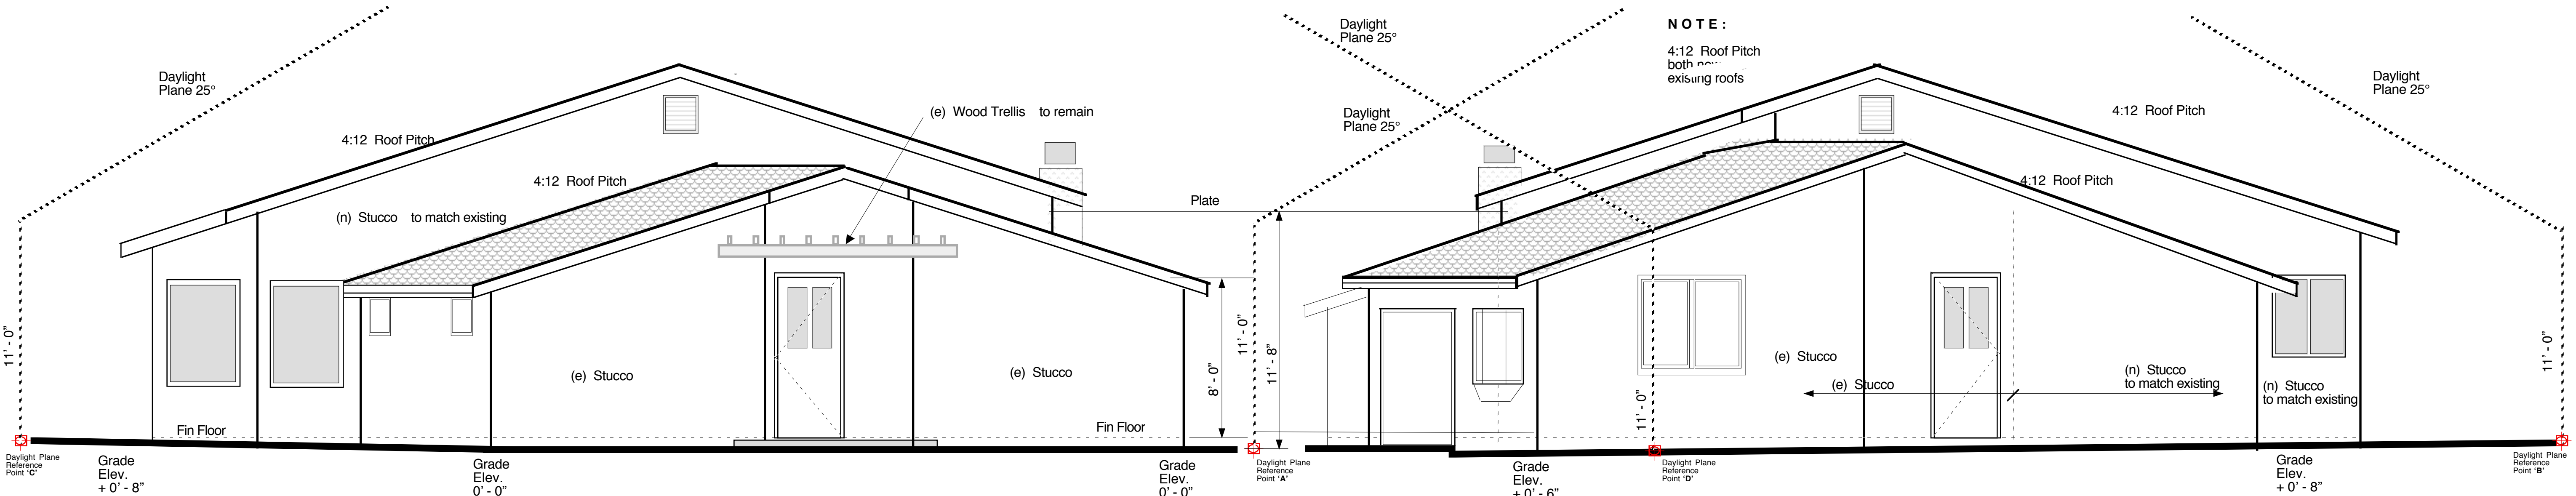 Daylight
Plane 25°
4:12 Roof Pitch
4:12 Roof Pitch
(n) Stucco to match existing
(e) Wood Trellis to remain
(e) Stucco
(e) Stucco
Fin Floor
Fin Floor
11' - 0"
Daylight Plane
Reference
Point 'C'
Grade
Elev.
+ 0' - 8"
Grade
Elev.
0' - 0"
Grade
Elev.
0' - 0"
Plate
8' - 0"
11' - 0"
11' - 8"
Daylight Plane
Reference
Point 'A'
Daylight
Plane 25°
Daylight
Plane 25°
NOTE:
4:12 Roof Pitch
both
existing roofs
4:12 Roof Pitch
4:12 Roof Pitch
Daylight
Plane 25°
(e) Stucco
(e) Stucco
(n) Stucco
to match existing
(n) Stucco
to match existing
11' - 0"
11' - 0"
Grade
Elev.
+ 0' - 6"
Daylight Plane
Reference
Point 'D'
Grade
Elev.
+ 0' - 8"
Daylight Plane
Reference
Point 'B'